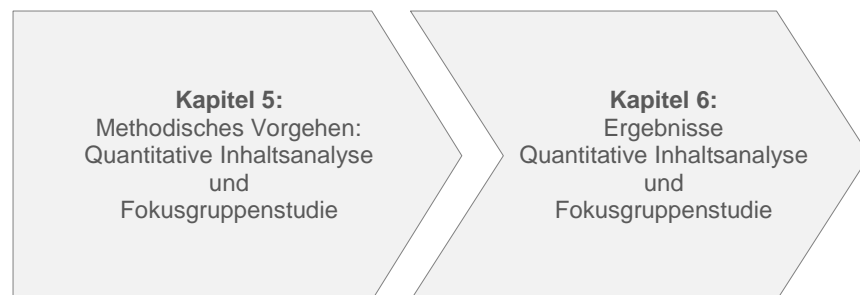 Kapitel 5:
Methodisches Vorgehen:
Quantitative Inhaltsanalyse
und
Fokusgruppenstudie
Kapitel 6:
Ergebnisse
Quantitative Inhaltsanalyse
und
Fokusgruppenstudie